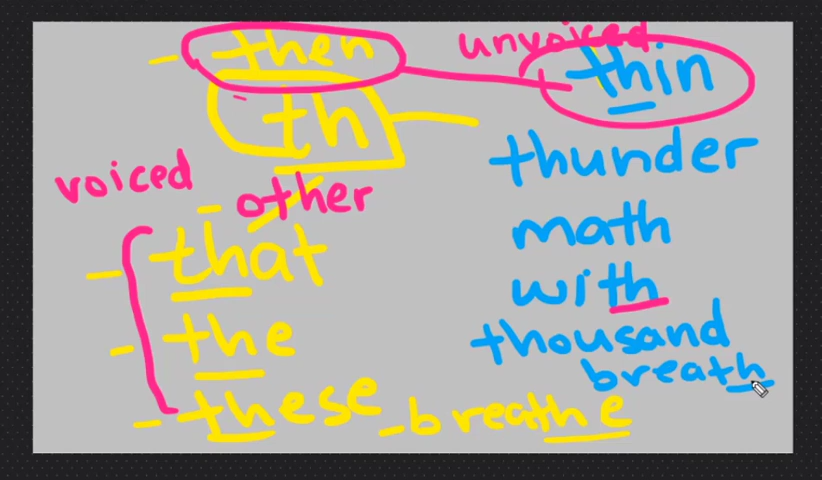 then
unvoiced
thin
th
thunder
voiced
other
that
math
with
the
thousand
breath
these
breathe